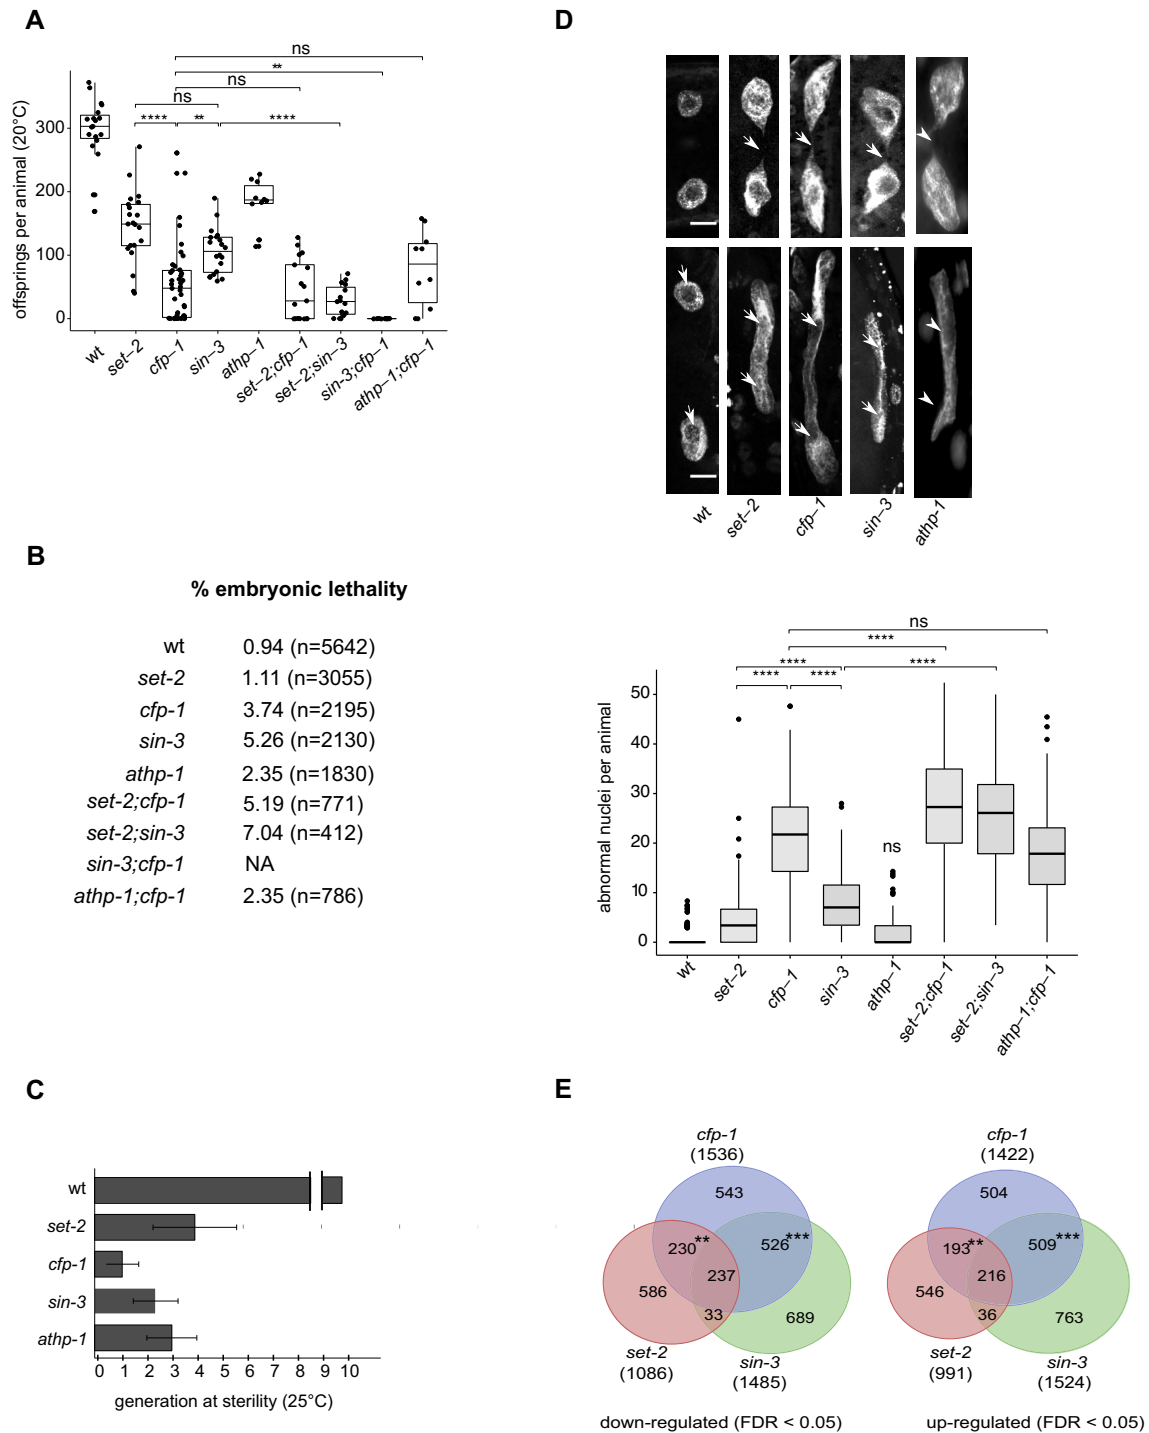 A
offsprings per animal (20°C)
300
200
100
0
ns
**
ns
ns
****
**
****
wt
set–2
cfp–1
sin–3
athp–1
set–2;cfp–1
set–2;sin–3
sin–3;cfp–1
athp–1;cfp–1
B
% embryonic lethality
wt 0.94 (n=5642)
set-2 1.11 (n=3055)
cfp-1 3.74 (n=2195)
sin-3 5.26 (n=2130)
athp-1 2.35 (n=1830)
set-2;cfp-1 5.19 (n=771)
set-2;sin-3 7.04 (n=412)
sin-3;cfp-1 NA
athp-1;cfp-1 2.35 (n=786)
C
wt
set-2
cfp-1
sin-3
athp-1
0 1 2 3 4 5 6 7 8 9 10
generation at sterility (25°C)
D
wt
set–2
cfp–1
sin–3
athp-1
abnormal nuclei per animal
50
40
30
20
10
0
ns
****
****
****
****
****
ns
wt
set–2
cfp–1
sin–3
athp–1
set–2;cfp–1
set–2;sin–3
athp–1;cfp–1
E
cfp-1
(1536)
543
230**
526***
237
586
33
689
set-2
(1086)
sin-3
(1485)
down-regulated (FDR < 0.05)
cfp-1
(1422)
504
193**
509***
216
546
36
763
set-2
(991)
sin-3
(1524)
up-regulated (FDR < 0.05)